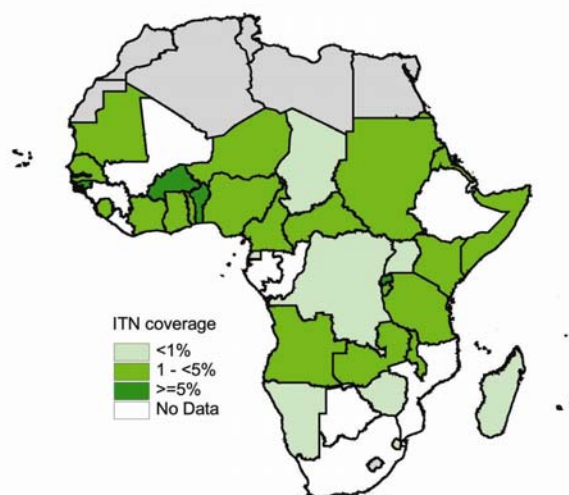 ITN coverage
<1%
1 - <5%
>=5%
No Data